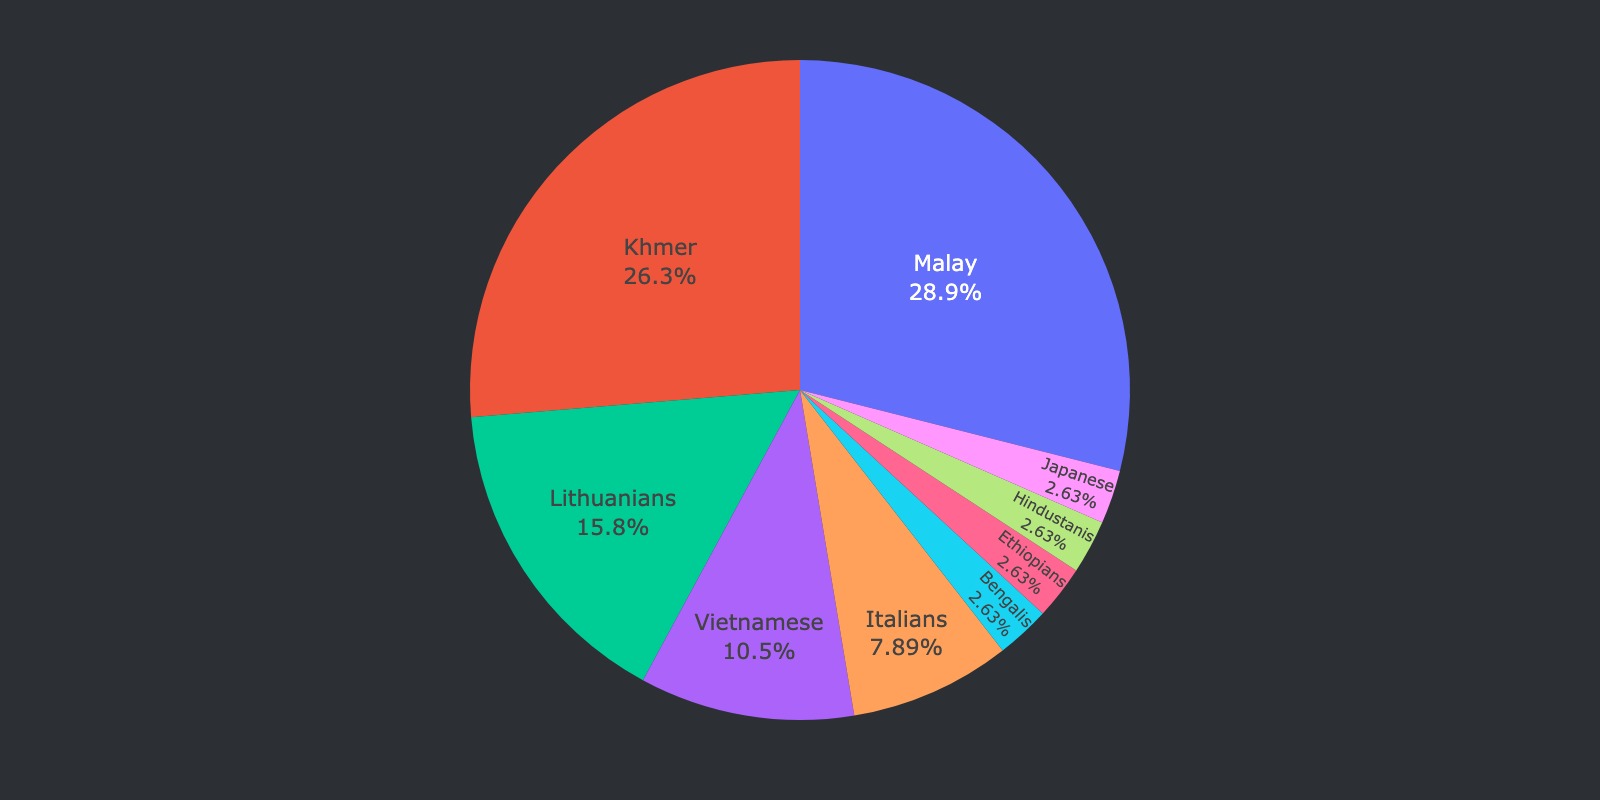 Khmer
26.3%
Malay
28.9%
Lithuanians
15.8%
Vietnamese
10.5%
Italians
7.89%
Bengalis
2.63%
Ethiopians
2.63%
Hindustanis
2.63%
Japanese
2.63%